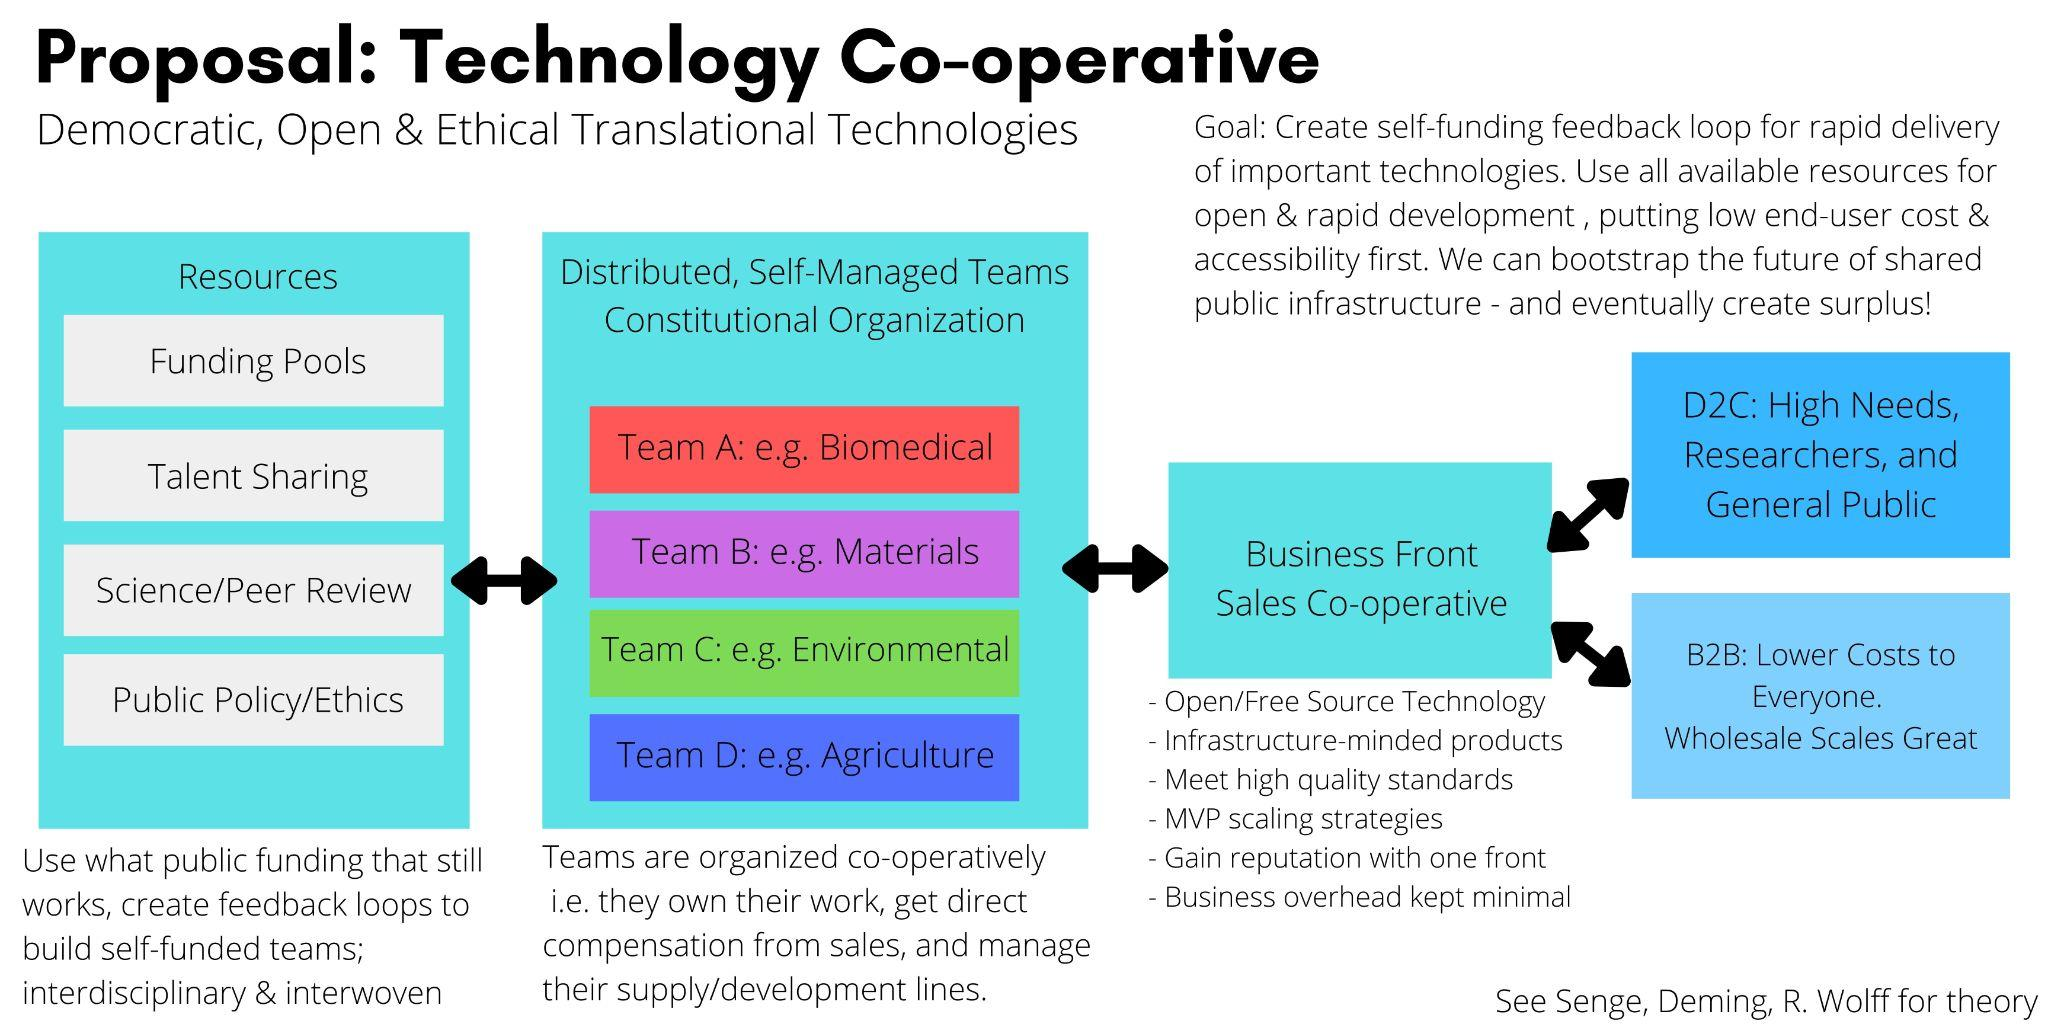 Proposal: Technology Co-operative
Democratic, Open & Ethical Translational Technologies
Goal: Create self-funding feedback loop for rapid delivery
of important technologies. Use all available resources for
open & rapid development , putting low end-user cost &
accessibility first. We can bootstrap the future of shared
public infrastructure - and eventually create surplus!
Resources
Funding Pools
Talent Sharing
Science/Peer Review
Public Policy/Ethics
Use what public funding that still
works, create feedback loops to
build self-funded teams;
interdisciplinary & interwoven
Distributed, Self-Managed Teams
Constitutional Organization
Team A: e.g. Biomedical
Team B: e.g. Materials
Team C: e.g. Environmental
Team D: e.g. Agriculture
Teams are organized co-operatively
i.e. they own their work, get direct
compensation from sales, and manage
their supply/development lines.
Business Front
Sales Co-operative
- Open/Free Source Technology
- Infrastructure-minded products
- Meet high quality standards
- MVP scaling strategies
- Gain reputation with one front
- Business overhead kept minimal
D2C: High Needs,
Researchers, and
General Public
B2B: Lower Costs to
Everyone.
Wholesale Scales Great
See Senge, Deming, R. Wolff for theory